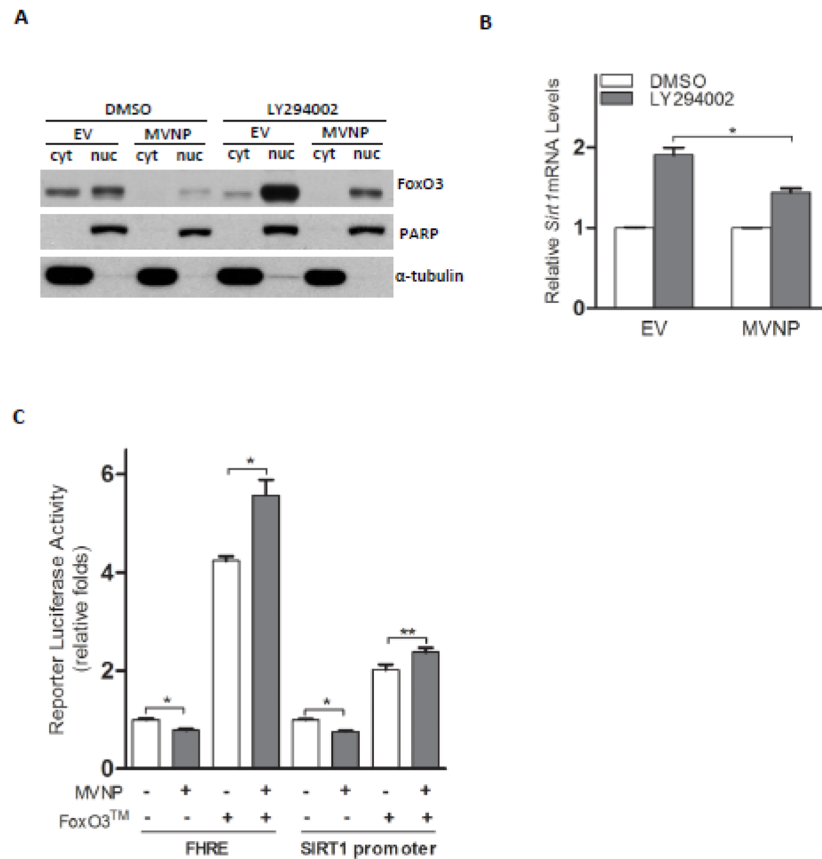 A
DMSO LY294002
EV MVNP EV MVNP
cyt nuc cyt nuc cyt nuc cyt nuc
FoxO3
PARP
α-tubulin
B
Relative Sirt1mRNA Levels
DMSO
LY294002
*
2
1
0
EV MVNP
C
Reporter Luciferase Activity
(relative folds)
6
4
2
0
* * * **
MVNP - + - + - + - +
FoxO3TM - - + + - - + +
FHRE SIRT1 promoter